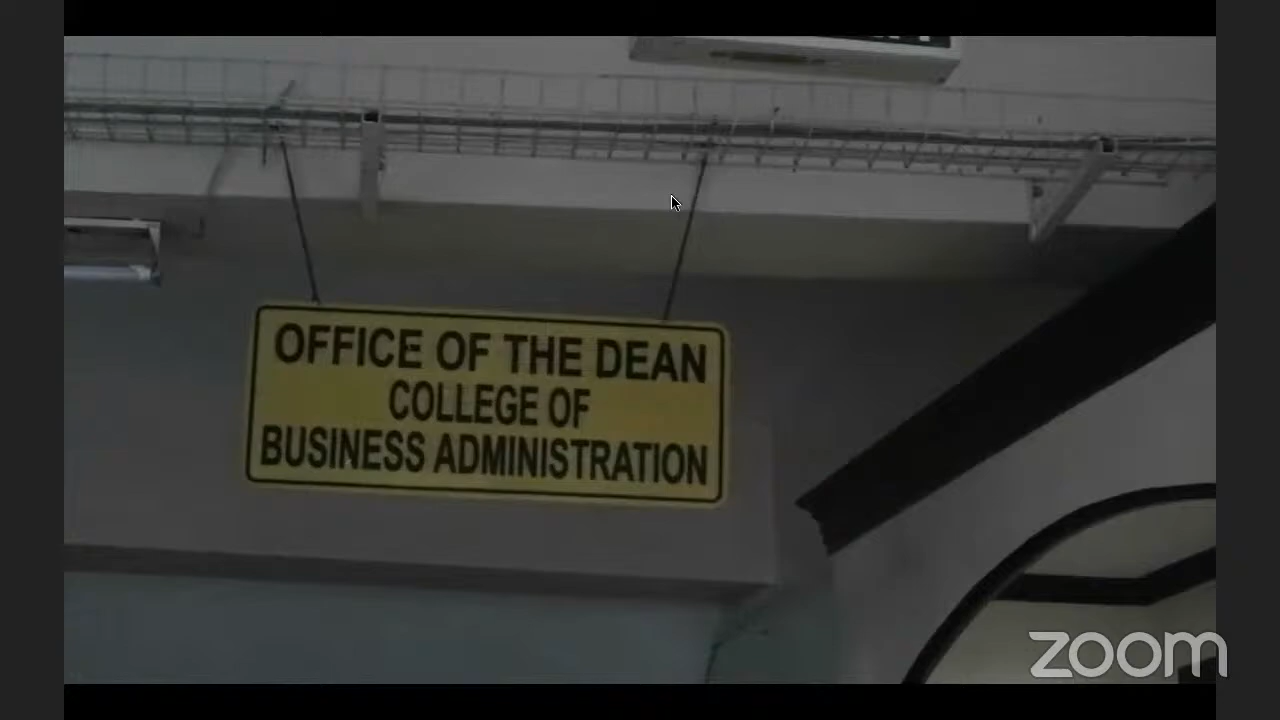 OFFICE OF THE DEAN
COLLEGE OF
BUSINESS ADMINISTRATION
zoom